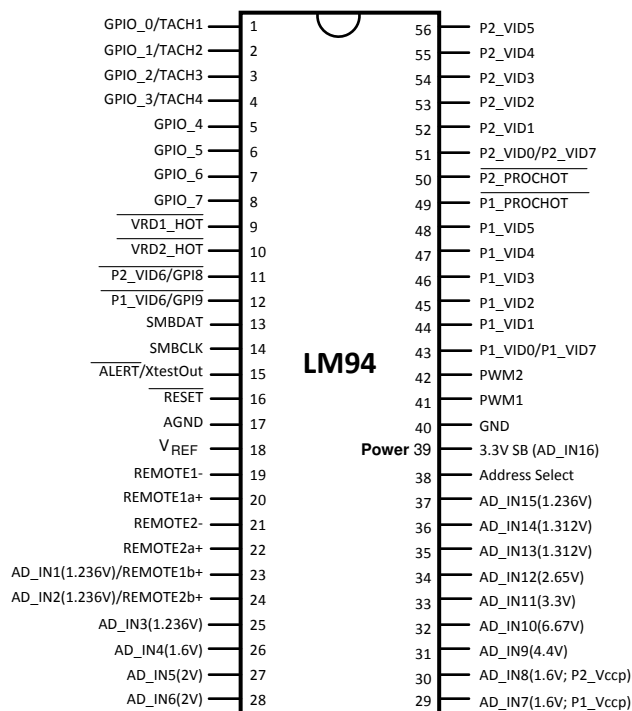 GPIO_0/TACH1 1
GPIO_1/TACH2 2
GPIO_2/TACH3 3
GPIO_3/TACH4 4
GPIO_4 5
GPIO_5 6
GPIO_6 7
GPIO_7 8
VRD1_HOT 9
VRD2_HOT 10
P2_VID6/GPI8 11
P1_VID6/GPI9 12
SMBDAT 13
SMBCLK 14
ALERT/XtestOut 15
RESET 16
AGND 17
VREF 18
REMOTE1- 19
REMOTE1a+ 20
REMOTE2- 21
REMOTE2a+ 22
AD_IN1(1.236V)/REMOTE1b+ 23
AD_IN2(1.236V)/REMOTE2b+ 24
AD_IN3(1.236V) 25
AD_IN4(1.6V) 26
AD_IN5(2V) 27
AD_IN6(2V) 28
LM94
56 P2_VID5
55 P2_VID4
54 P2_VID3
53 P2_VID2
52 P2_VID1
51 P2_VID0/P2_VID7
50 P2_PROCHOT
49 P1_PROCHOT
48 P1_VID5
47 P1_VID4
46 P1_VID3
45 P1_VID2
44 P1_VID1
43 P1_VID0/P1_VID7
42 PWM2
41 PWM1
40 GND
Power 39 3.3V SB (AD_IN16)
38 Address Select
37 AD_IN15(1.236V)
36 AD_IN14(1.312V)
35 AD_IN13(1.312V)
34 AD_IN12(2.65V)
33 AD_IN11(3.3V)
32 AD_IN10(6.67V)
31 AD_IN9(4.4V)
30 AD_IN8(1.6V; P2_Vccp)
29 AD_IN7(1.6V; P1_Vccp)